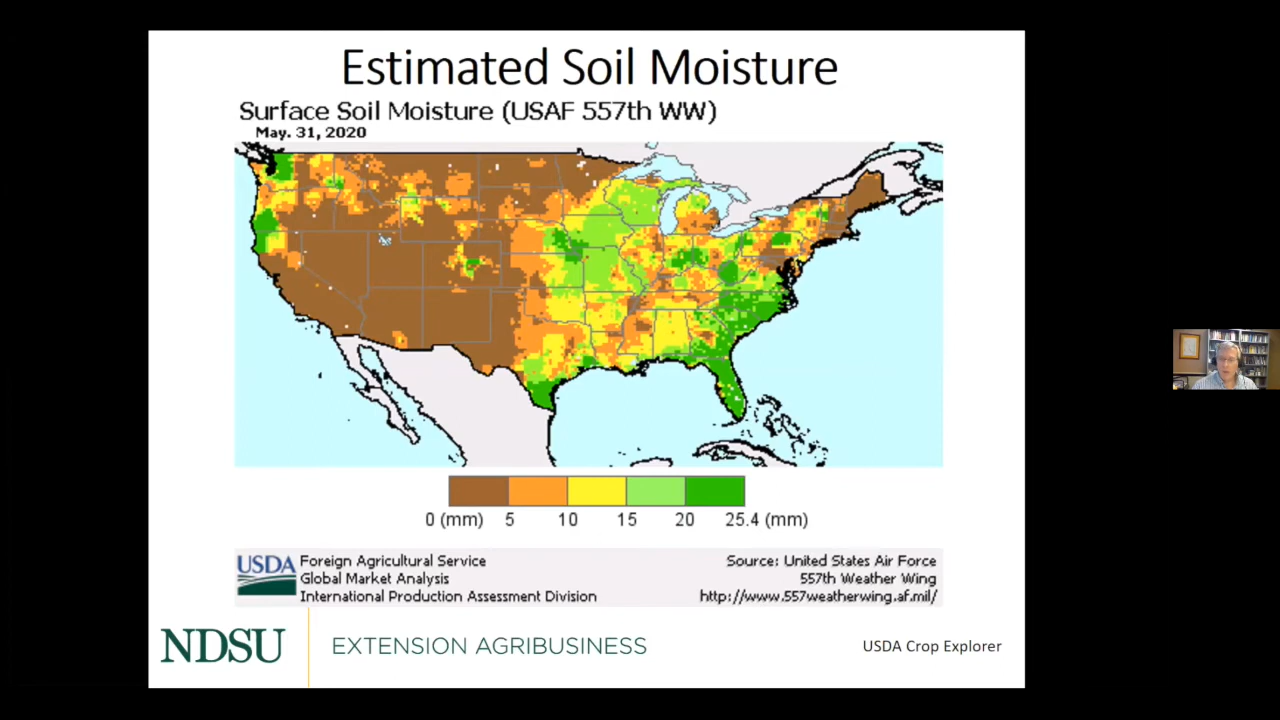 Estimated Soil Moisture
Surface Soil Moisture (USAF 557th WW)
May. 31, 2020
0 (mm) 5 10 15 20 25.4 (mm)
USDA
Foreign Agricultural Service
Global Market Analysis
International Production Assessment Division
Source: United States Air Force
557th Weather Wing
http://www.557weatherwing.af.mil/
NDSU
EXTENSION AGRIBUSINESS
USDA Crop Explorer